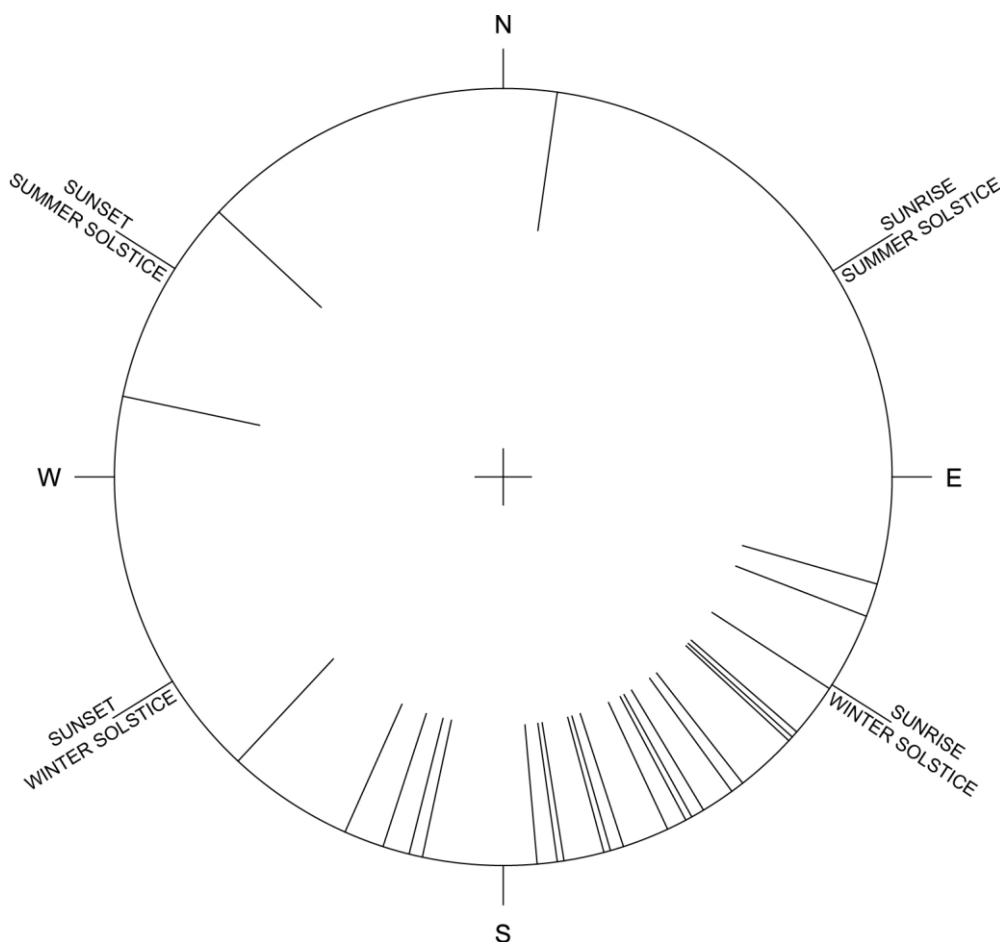 N
SUNSET
SUMMER SOLSTICE
SUNRISE
SUMMER SOLSTICE
W
E
SUNSET
WINTER SOLSTICE
SUNRISE
WINTER SOLSTICE
S